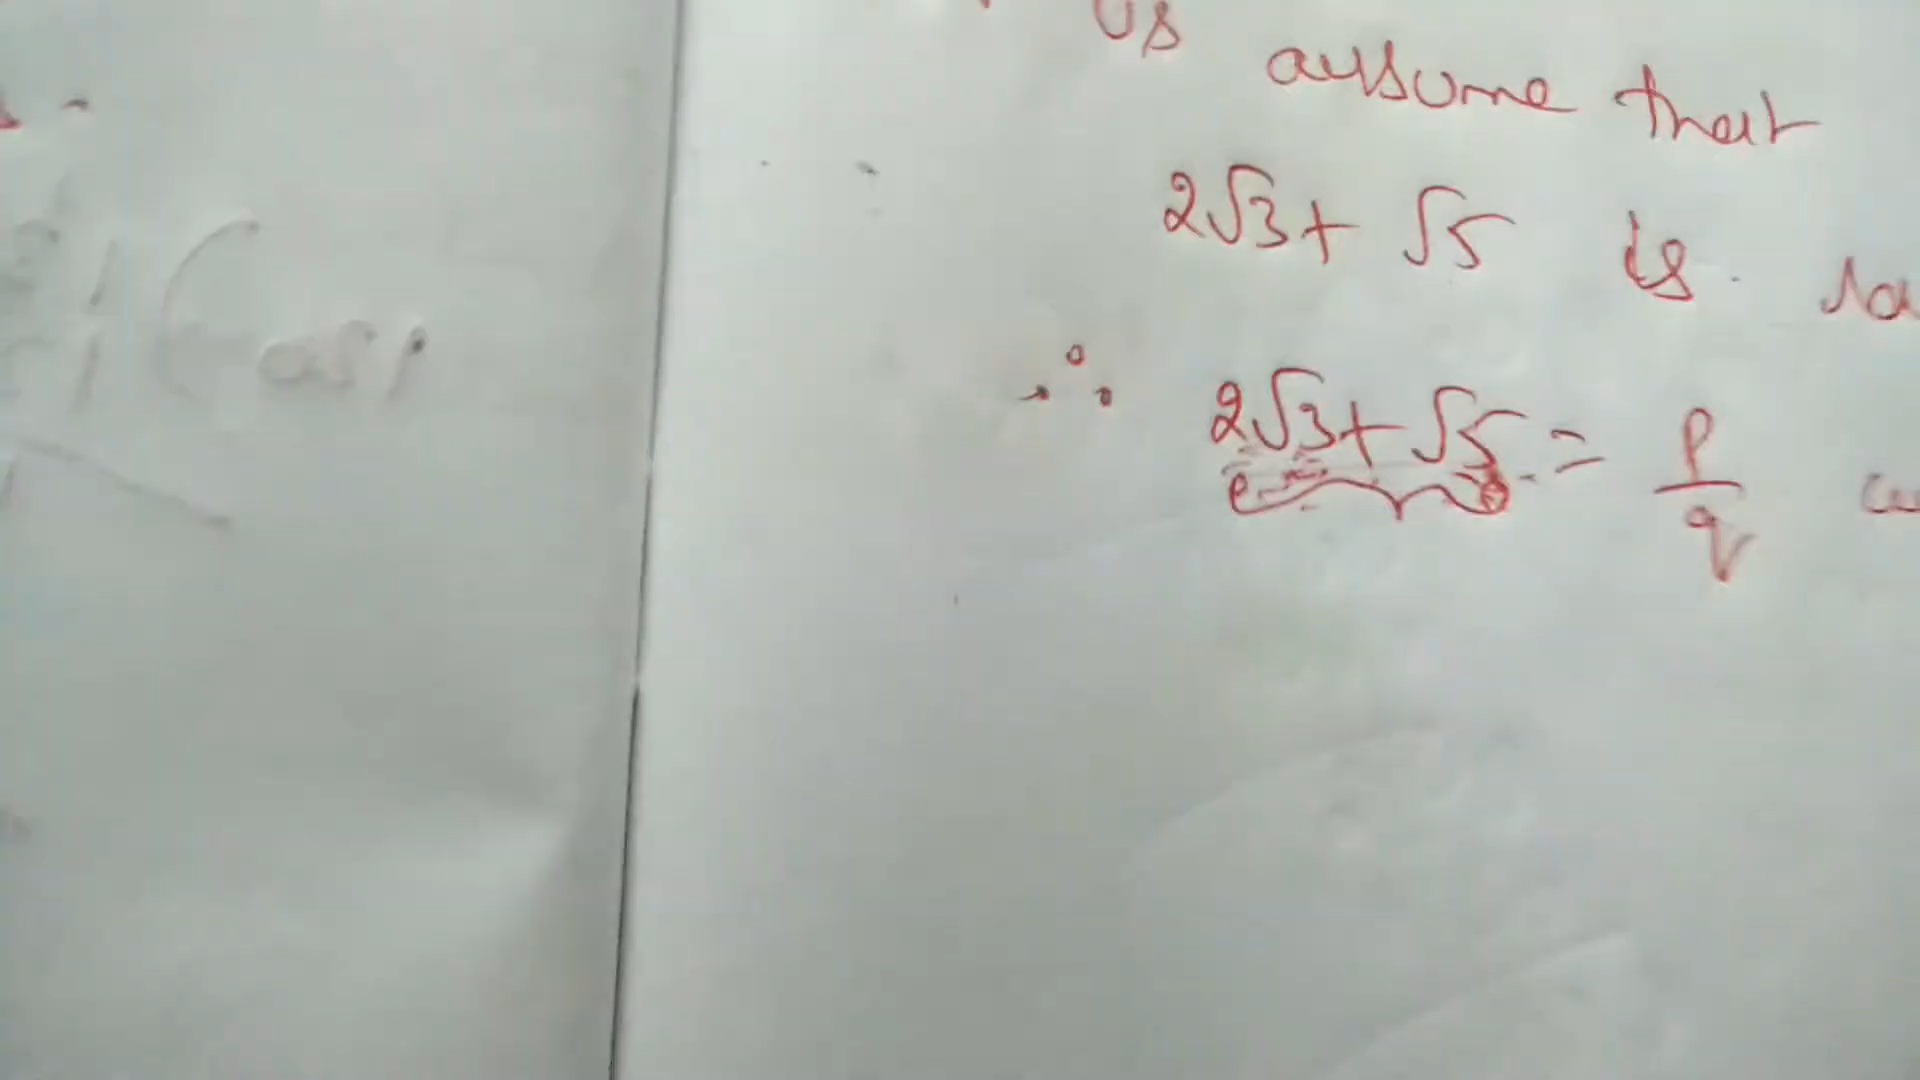 us assume that
2√3+ √5 is
∴ 2√3+ √5 = p/q